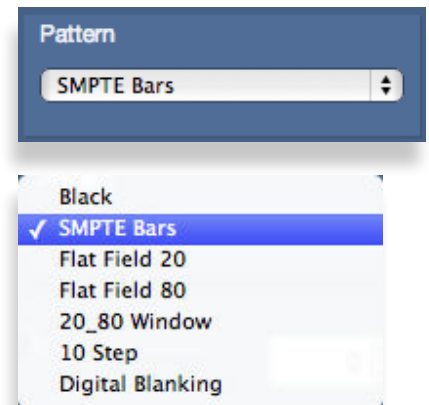 Pattern
SMPTE Bars
Black
✓ SMPTE Bars
Flat Field 20
Flat Field 80
20_80 Window
10 Step
Digital Blanking